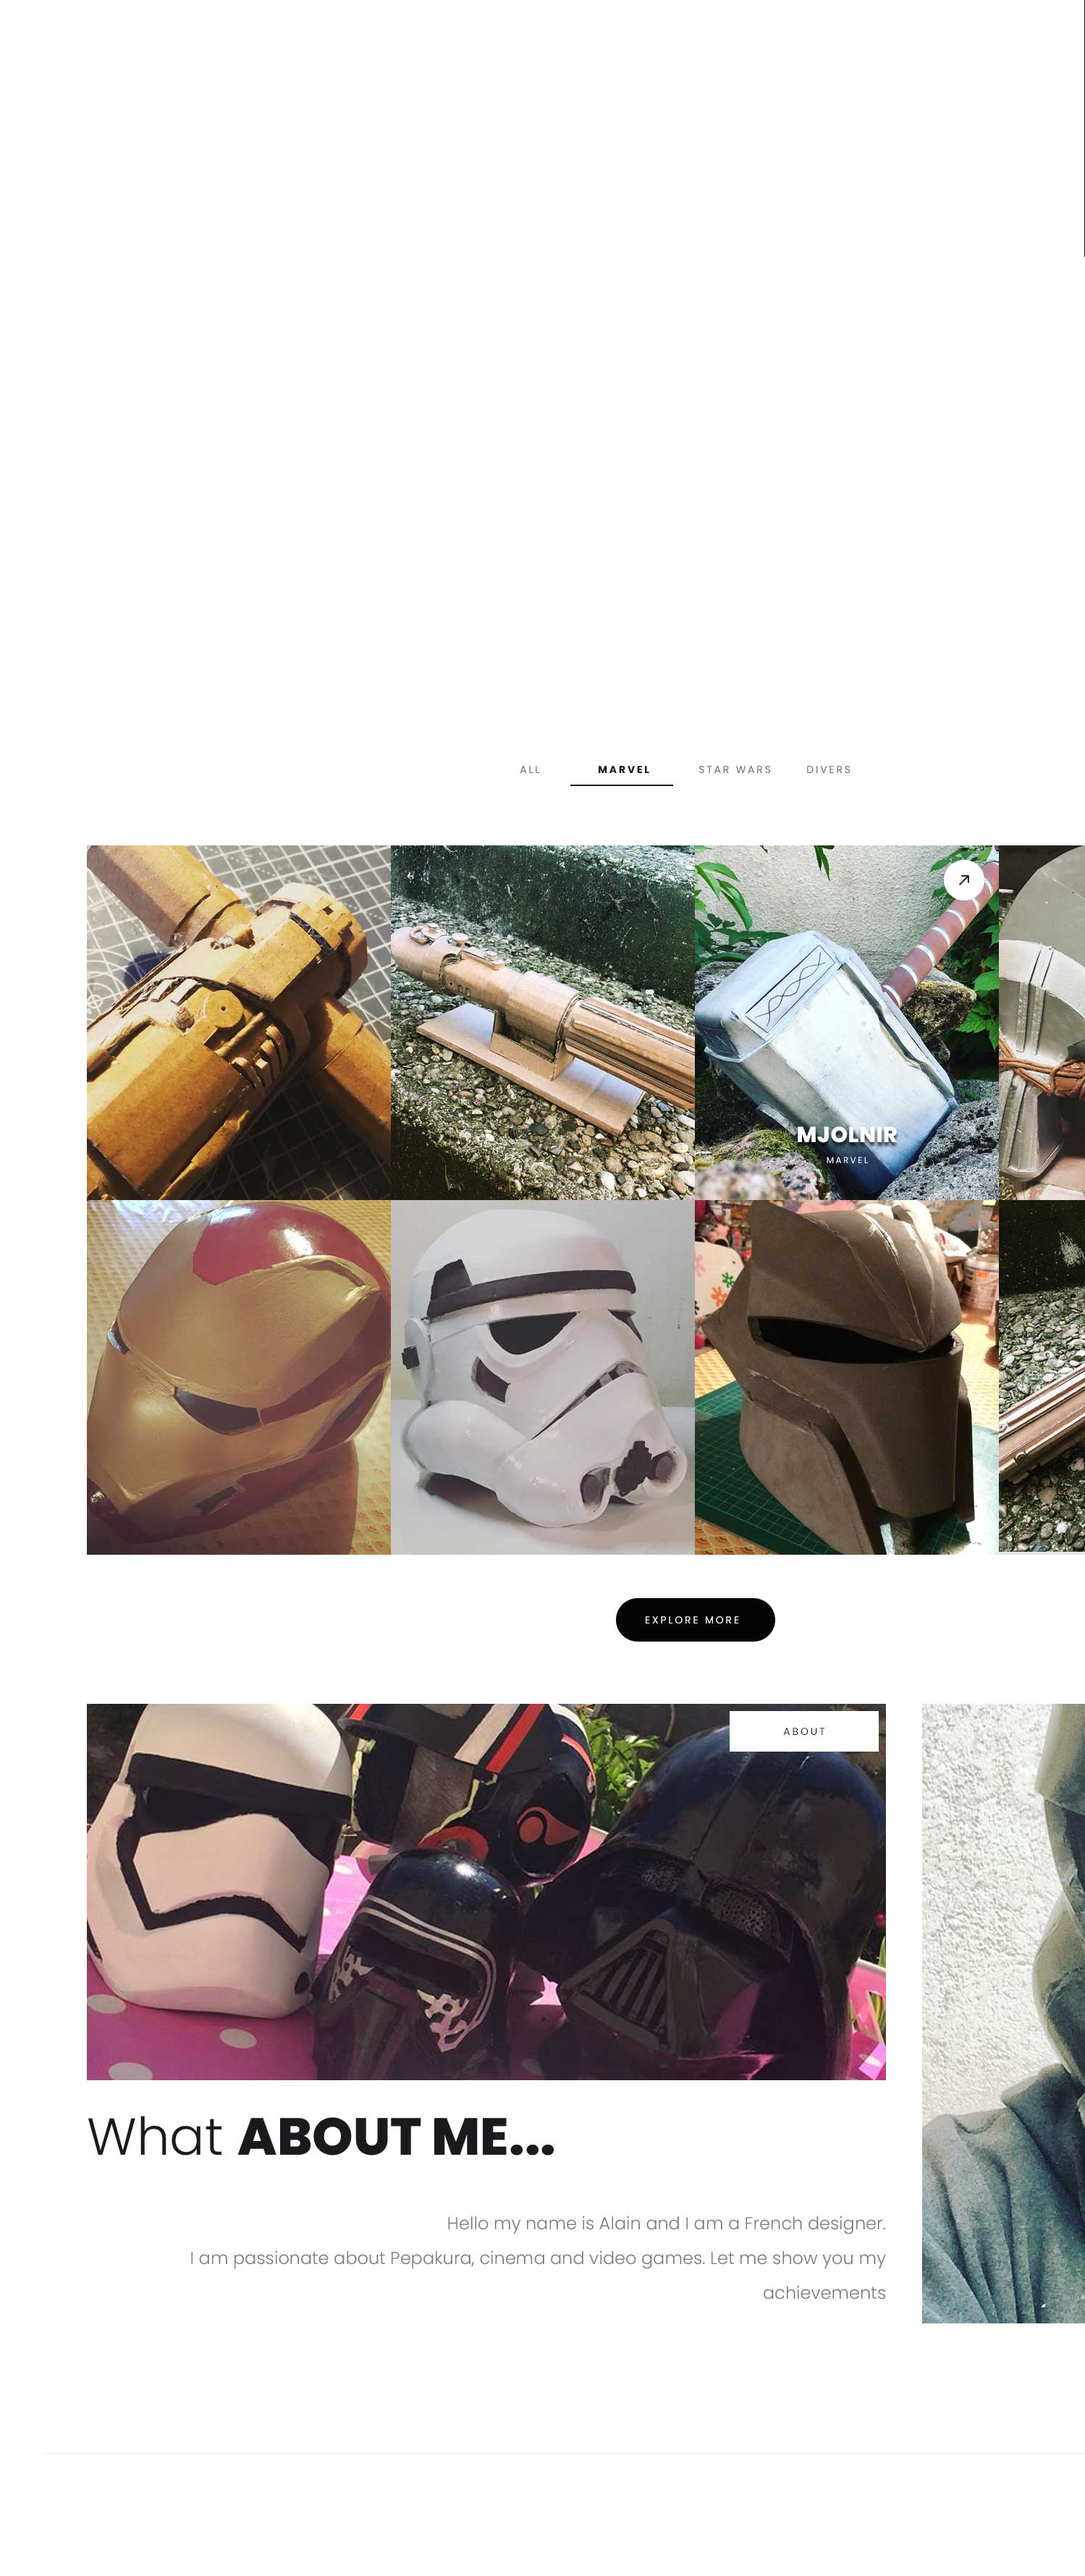 ALL
MARVEL
STAR WARS
DIVERS
MJOLNIR
MARVEL
EXPLORE MORE
ABOUT
What ABOUT ME...
Hello my name is Alain and I am a French designer.
I am passionate about Pepakura, cinema and video games. Let me show you my
achievements